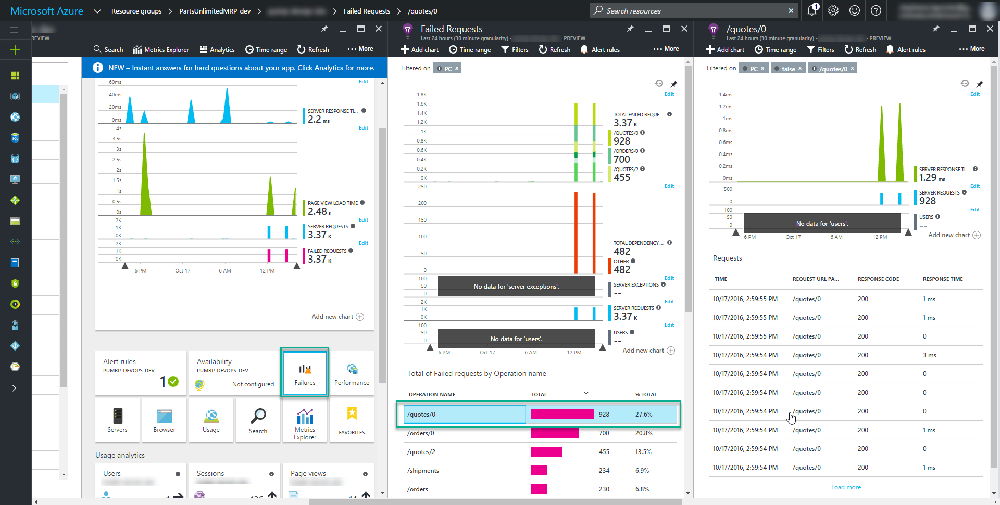 Microsoft Azure
Resource groups
PartsUnlimitedMRP-dev
Failed Requests
/quotes/0
Search resources
1
REVIEW
Search
Metrics Explorer
Analytics
Time range
Refresh
More
NEW – Instant answers for hard questions about your app. Click Analytics for more.
60ms
40ms
20ms
0ms
Edit
SERVER RESPONSE TI...
2.2 ms
Edit
4s
3.5s
3s
2.5s
2s
1.5s
1s
0.5s
0s
PAGE VIEW LOAD TIME
2.48 s
Edit
2K
1K
0K
SERVER REQUESTS
3.37 K
Edit
2K
1K
0K
FAILED REQUESTS
3.37 K
6 PM
Oct 17
6 AM
12 PM
Add new chart
Alert rules
PUMRP-DEVOPS-DEV
1
Availability
PUMRP-DEVOPS-DEV
Not configured
Failures
Performance
Servers
Browser
Usage
Search
Metrics
Explorer
FAVORITES
Usage analytics
Users
Sessions
Page views
Failed Requests
Last 24 hours (30 minute granularity) -
PREVIEW
Add chart
Time range
Filters
Refresh
Alert rules
More
Filtered on
PC x
Edit
1.8K
1.6K
1.4K
1.2K
1K
0.8K
0.6K
0.4K
0.2K
0K
TOTAL FAILED REQUE...
3.37 K
/QUOTES/0
928
/ORDERS/0
700
/QUOTES/2
455
Edit
250
200
150
100
50
0
TOTAL DEPENDENCY...
482
OTHER
482
Edit
100
50
0
No data for 'server exceptions'.
SERVER EXCEPTIONS
--
Edit
2K
1K
0K
SERVER REQUESTS
3.37 K
Edit
100
50
0
No data for 'users'.
USERS
--
6 PM
Oct 17
6 AM
12 PM
Add new chart
Total of Failed requests by Operation name
OPERATION NAME TOTAL % TOTAL
/quotes/0 928 27.6%
/orders/0 700 20.8%
/quotes/2 455 13.5%
/shipments 234 6.9%
/orders 230 6.8%
/quotes/0
Last 24 hours (30 minute granularity) -
- PREVIEW
Add chart
Time range
Filters
Refresh
Alert rules
More
Filtered on
PC x
false x
/quotes/0 x
Edit
1.4ms
1.2ms
1ms
0.8ms
0.6ms
0.4ms
0.2ms
0ms
SERVER RESPONSE TI...
1.29 ms
Edit
500
0
SERVER REQUESTS
928
Edit
100
50
0
No data for 'users'.
USERS
--
6 PM
Oct 17
6 AM
12 PM
Add new chart
Requests
TIME REQUEST URL PA... RESPONSE CODE RESPONSE TIME
10/17/2016, 2:59:55 PM /quotes/0 200 1 ms
10/17/2016, 2:59:55 PM /quotes/0 200 1 ms
10/17/2016, 2:59:55 PM /quotes/0 200 0
10/17/2016, 2:59:54 PM /quotes/0 200 3 ms
10/17/2016, 2:59:54 PM /quotes/0 200 0
10/17/2016, 2:59:54 PM /quotes/0 200 0
10/17/2016, 2:59:54 PM /quotes/0 200 0
10/17/2016, 2:59:54 PM /quotes/0 200 1 ms
10/17/2016, 2:59:54 PM /quotes/0 200 0
10/17/2016, 2:59:54 PM /quotes/0 200 1 ms
Load more